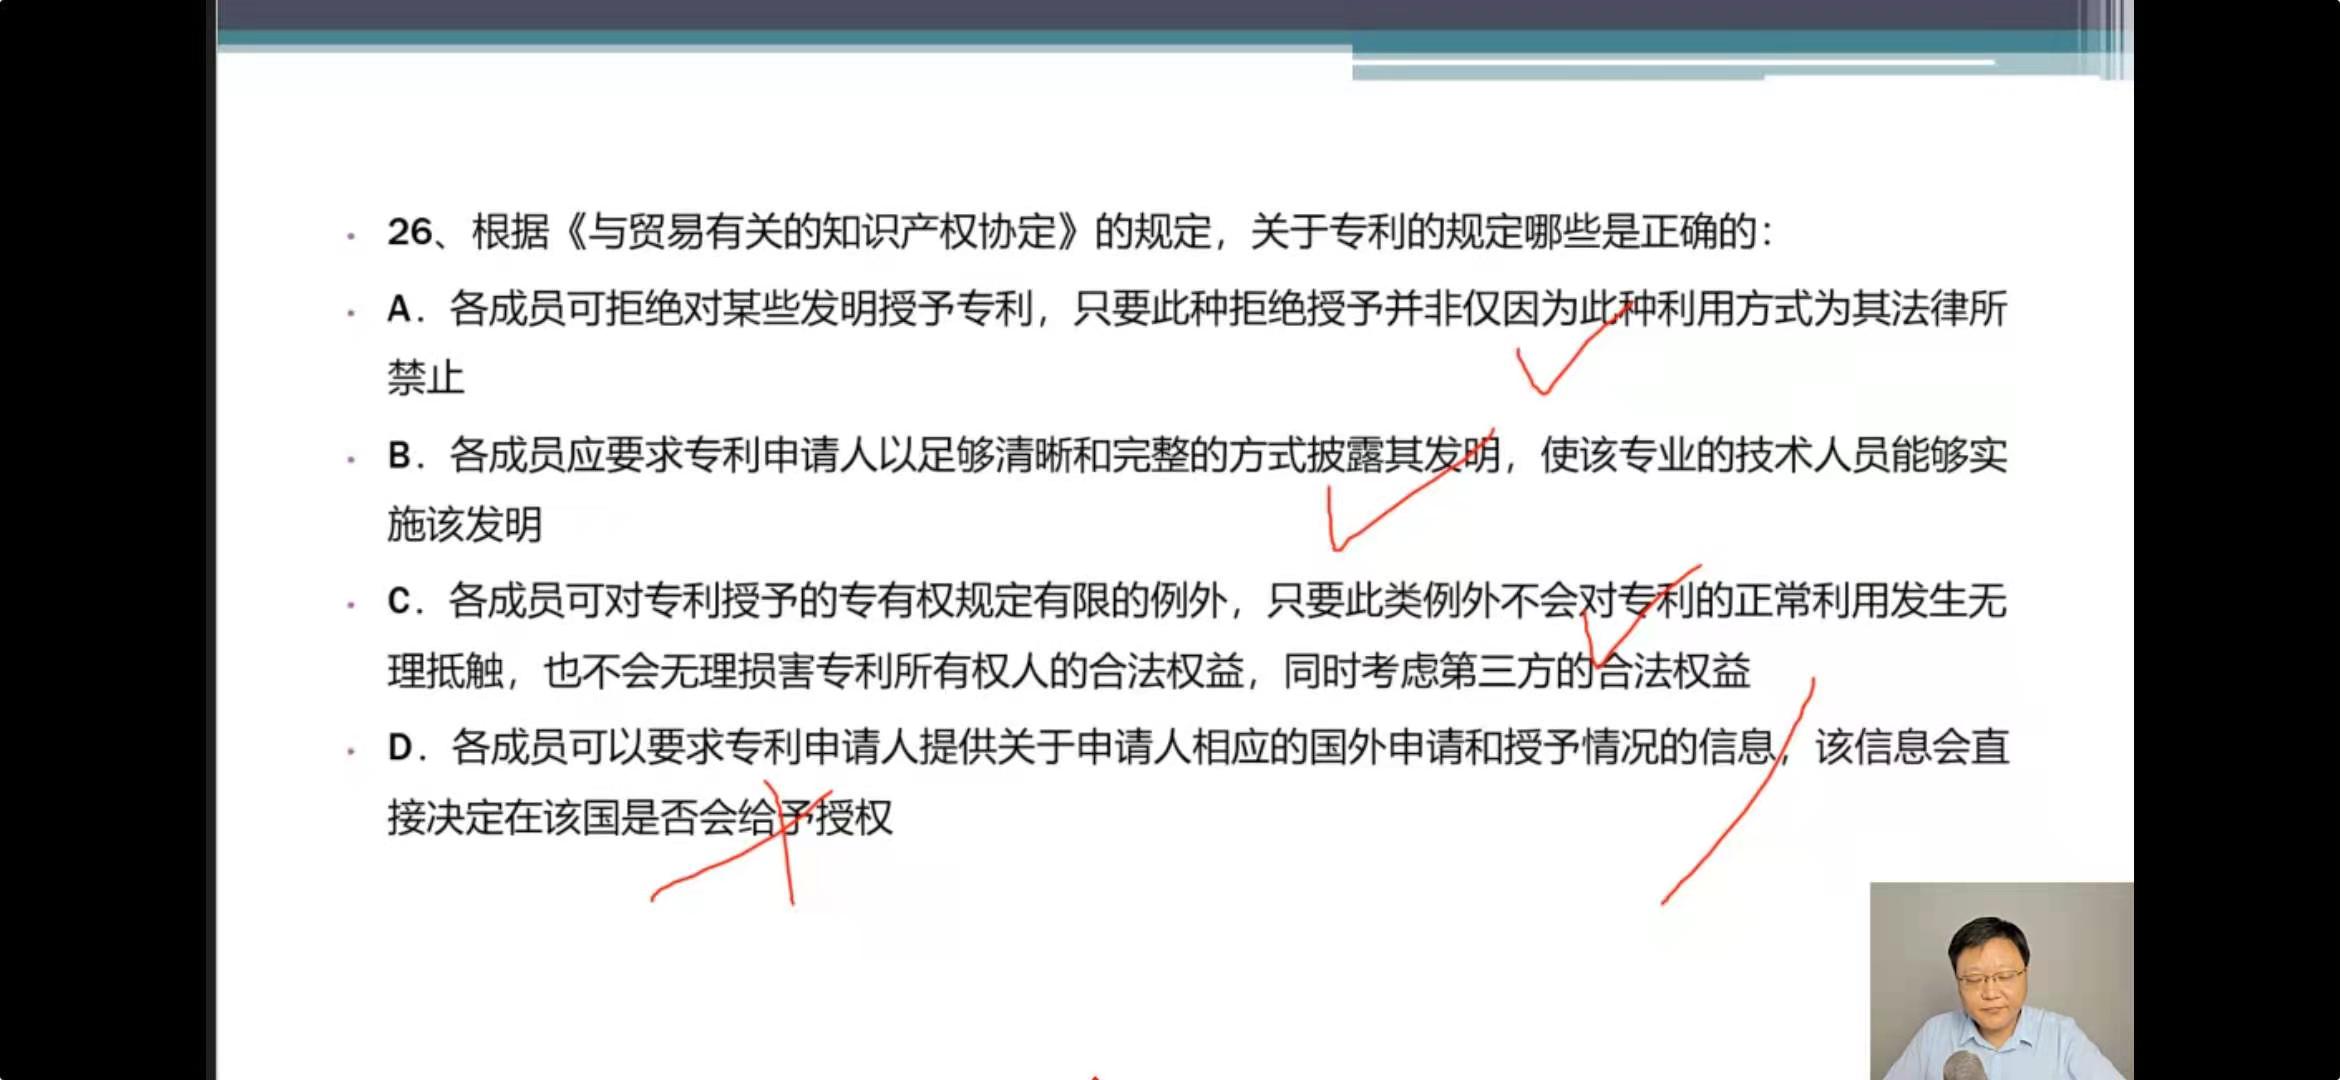 26、根据《与贸易有关的知识产权协定》的规定，关于专利的规定哪些是正确的：
A．各成员可拒绝对某些发明授予专利，只要此种拒绝授予并非仅因为此种利用方式为其法律所
禁止
B．各成员应要求专利申请人以足够清晰和完整的方式披露其发明，使该专业的技术人员能够实
施该发明
C．各成员可对专利授予的专有权规定有限的例外，只要此类例外不会对专利的正常利用发生无
理抵触，也不会无理损害专利所有权人的合法权益，同时考虑第三方的合法权益
D．各成员可以要求专利申请人提供关于申请人相应的国外申请和授予情况的信息，该信息会直
接决定在该国是否会给予授权